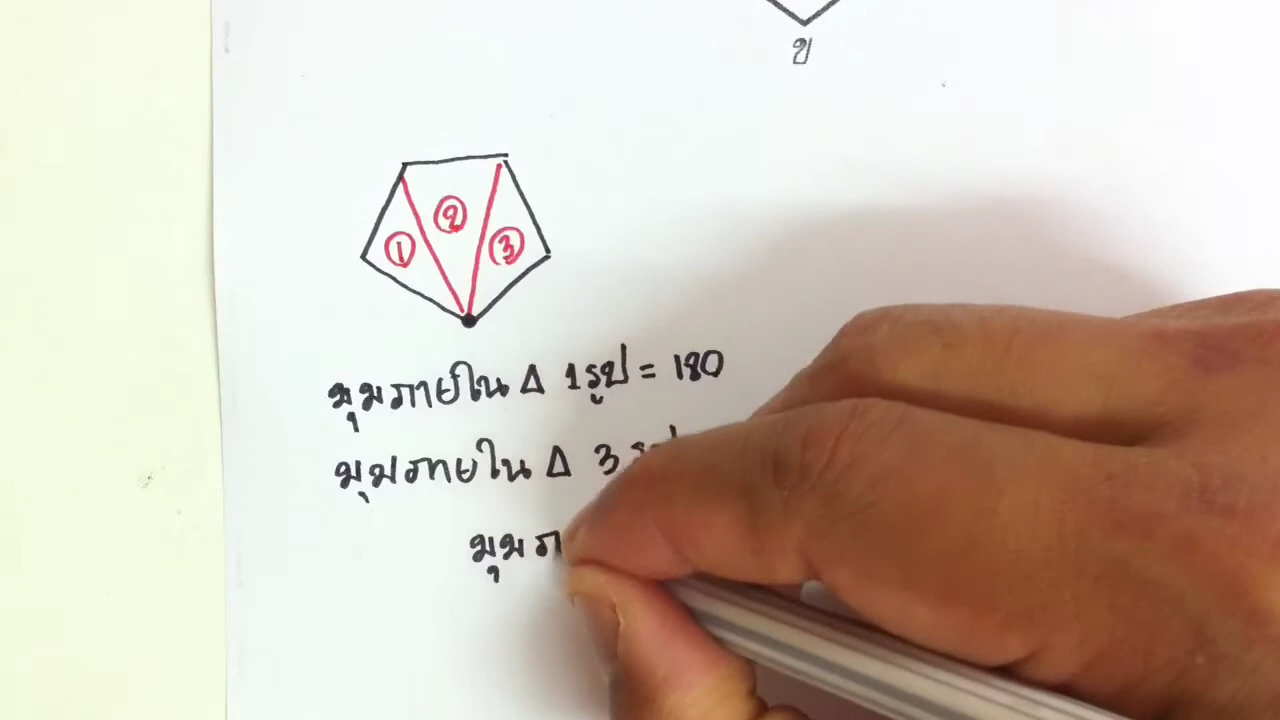 ข
1 2 3
มุมภายใน Δ 1 รูป = 180
มุมภายใน Δ 3
มุม ภ